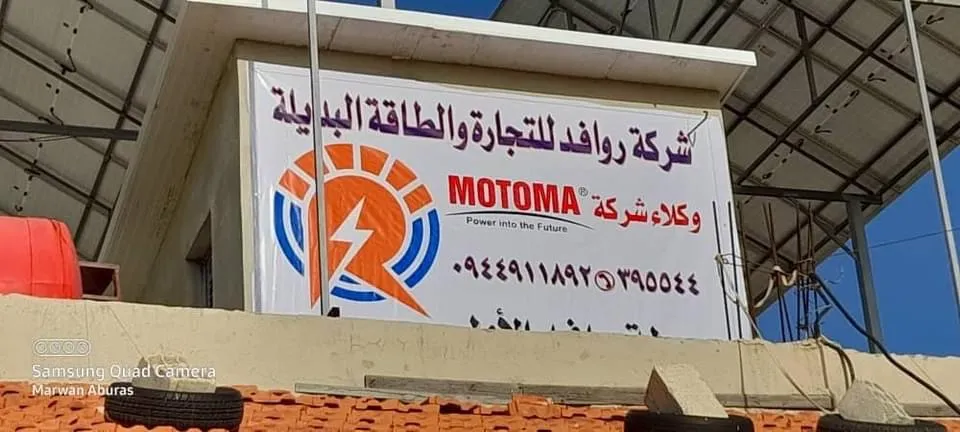 شركة روافد للتجارة والطاقة البديلة
وكلاء شركة MOTOMA®
Power into the Future
٣٩٥٥٤٤ ٠٩٤٤٩١١٨٩٢
Samsung Quad Camera
Marwan Aburas